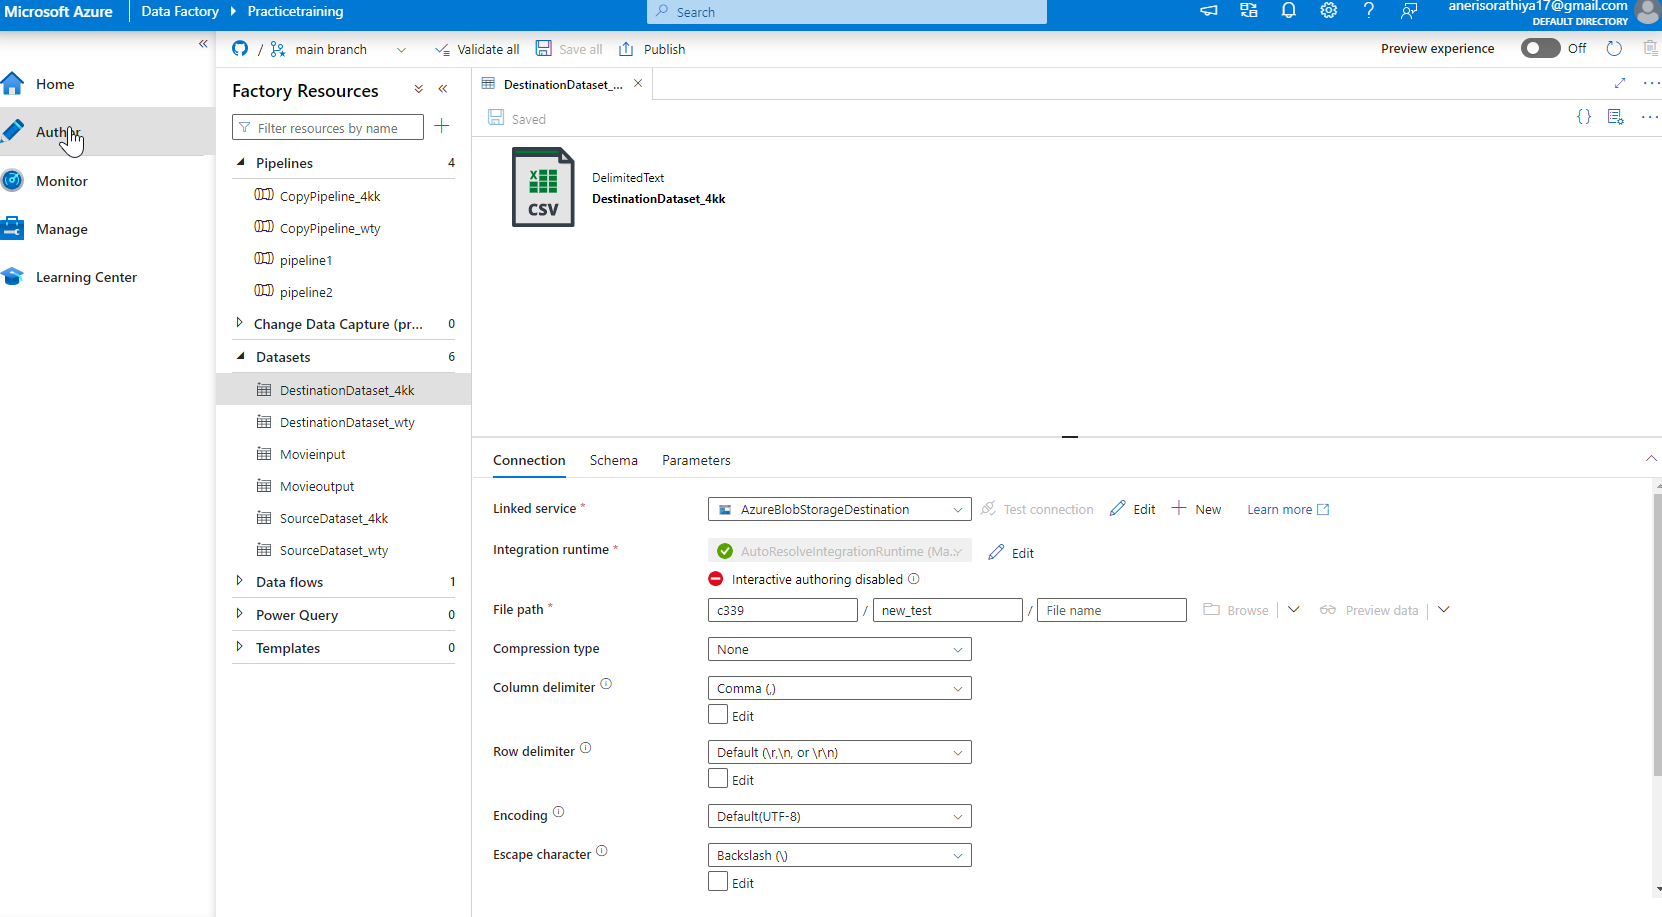 Microsoft Azure
Data Factory
Practicetraining
Search
anerisorathiya17@gmail.com
DEFAULT DIRECTORY
/ main branch
Validate all
Save all
Publish
Preview experience
Off
Home
Author
Monitor
Manage
Learning Center
Factory Resources
Filter resources by name
Pipelines 4
CopyPipeline_4kk
CopyPipeline_wty
pipeline1
pipeline2
Change Data Capture (pr... 0
Datasets 6
DestinationDataset_4kk
DestinationDataset_wty
Movieinput
Movieoutput
SourceDataset_4kk
SourceDataset_wty
Data flows 1
Power Query 0
Templates 0
DestinationDataset_...
Saved
{}
X
CSV
DelimitedText
DestinationDataset_4kk
Connection
Schema
Parameters
Linked service *
AzureBlobStorageDestination
Test connection
Edit
New
Learn more
Integration runtime *
AutoResolveIntegrationRuntime (Ma...
Edit
Interactive authoring disabled
File path *
c339 / new_test / File name
Browse
Preview data
Compression type
None
Column delimiter
Comma (,)
Edit
Row delimiter
Default (\r,\n, or \r\n)
Edit
Encoding
Default(UTF-8)
Escape character
Backslash (\)
Edit